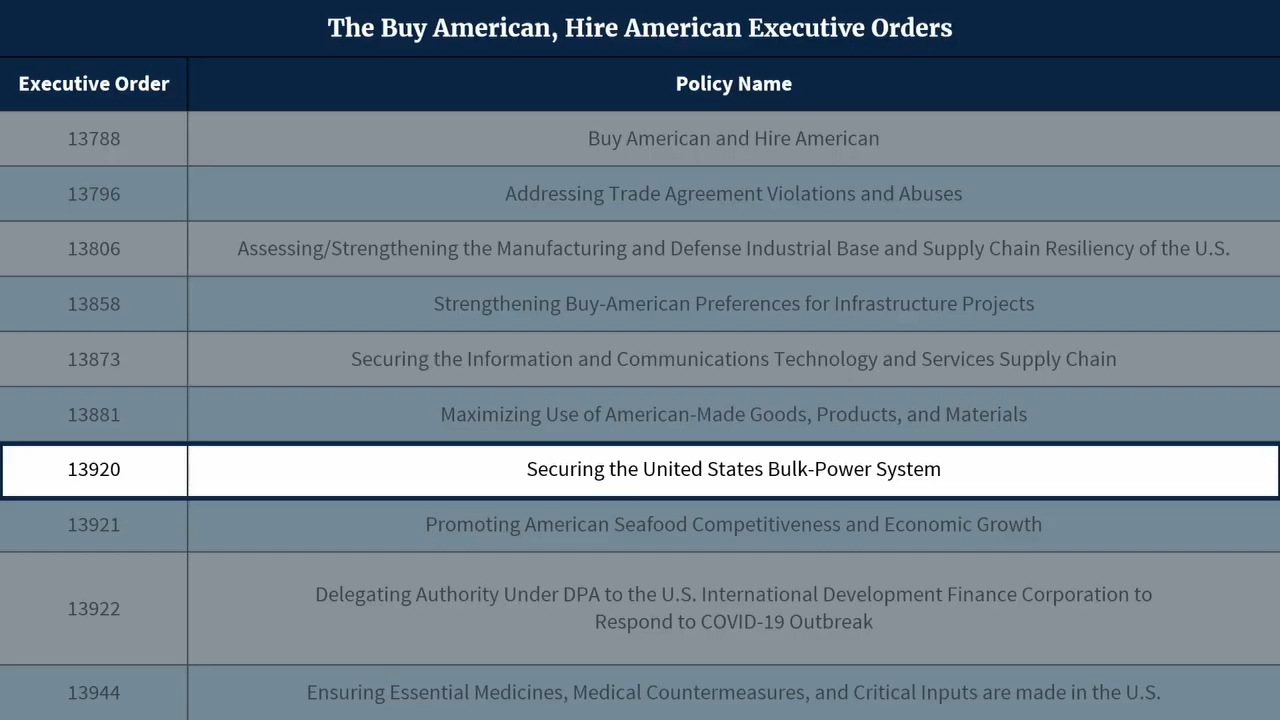 The Buy American, Hire American Executive Orders
Executive Order Policy Name
13788 Buy American and Hire American
13796 Addressing Trade Agreement Violations and Abuses
13806 Assessing/Strengthening the Manufacturing and Defense Industrial Base and Supply Chain Resiliency of the U.S.
13858 Strengthening Buy-American Preferences for Infrastructure Projects
13873 Securing the Information and Communications Technology and Services Supply Chain
13881 Maximizing Use of American-Made Goods, Products, and Materials
13920 Securing the United States Bulk-Power System
13921 Promoting American Seafood Competitiveness and Economic Growth
13922 Delegating Authority Under DPA to the U.S. International Development Finance Corporation to
Respond to COVID-19 Outbreak
13944 Ensuring Essential Medicines, Medical Countermeasures, and Critical Inputs are made in the U.S.